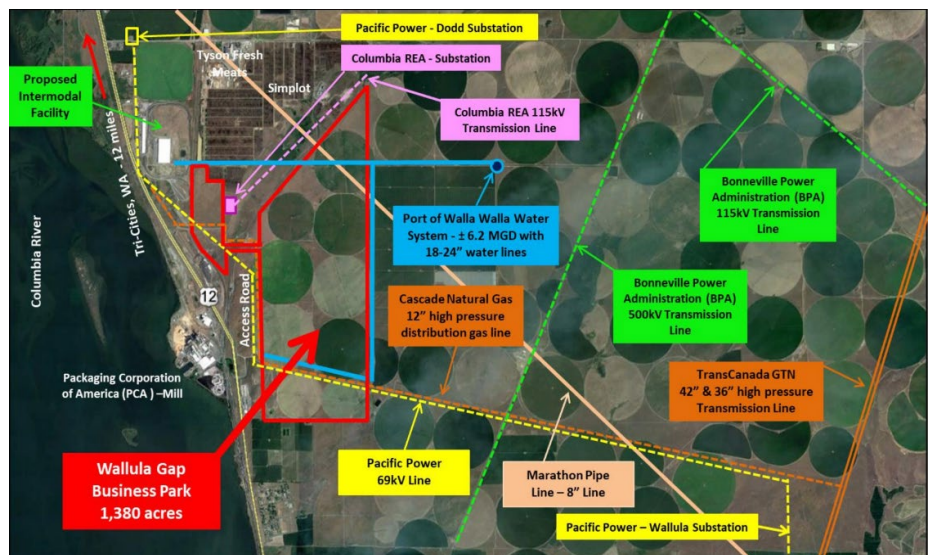 Pacific Power - Dodd Substation
Tyson Fresh
Meats
Columbia REA - Substation
Simplot
Proposed
Intermodal
Facility
Tri-Cities, WA - 12 miles
Columbia REA 115kV
Transmission Line
Bonneville Power
Administration (BPA)
115kV Transmission
Line
Port of Walla Walla Water
System - ± 6.2 MGD with
18-24" water lines
Columbia River
12
Access Road
Cascade Natural Gas
12" high pressure
distribution gas line
Bonneville Power
Administration (BPA)
500kV Transmission
Line
Packaging Corporation
of America (PCA) –Mill
TransCanada GTN
42" & 36" high pressure
Transmission Line
Wallula Gap
Business Park
1,380 acres
Pacific Power
69kV Line
Marathon Pipe
Line – 8" Line
Pacific Power – Wallula Substation